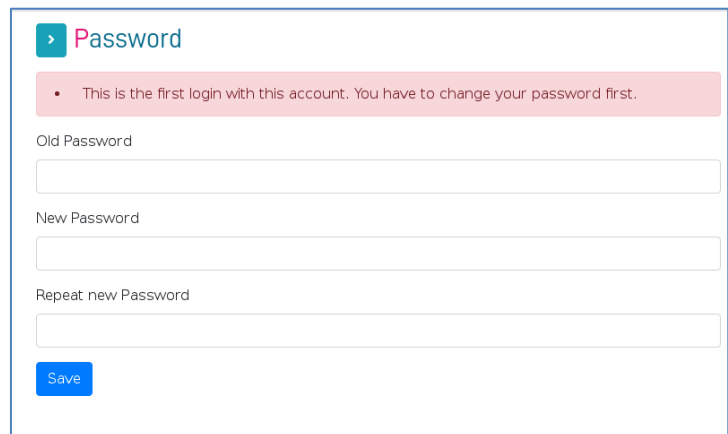 Password
• This is the first login with this account. You have to change your password first.
Old Password
New Password
Repeat new Password
Save